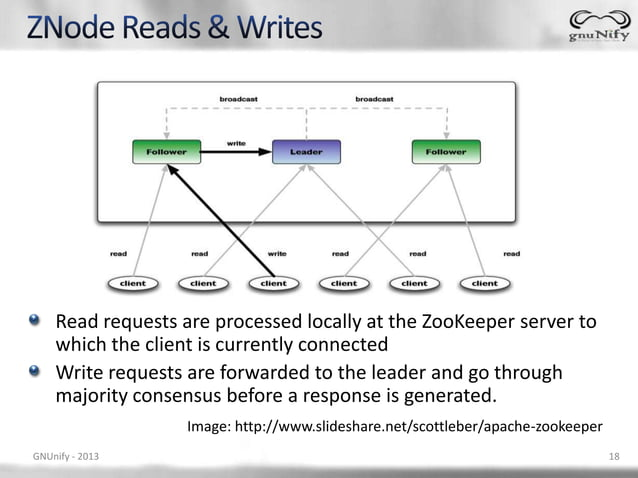 ZNode Reads & Writes
gnuNify
broadcast
broadcast
Follower
write
Leader
Follower
read
read
write
read
read
read
client
client
client
client
client
client
Read requests are processed locally at the ZooKeeper server to
which the client is currently connected
Write requests are forwarded to the leader and go through
majority consensus before a response is generated.
Image: http://www.slideshare.net/scottleber/apache-zookeeper
GNUnify - 2013
18